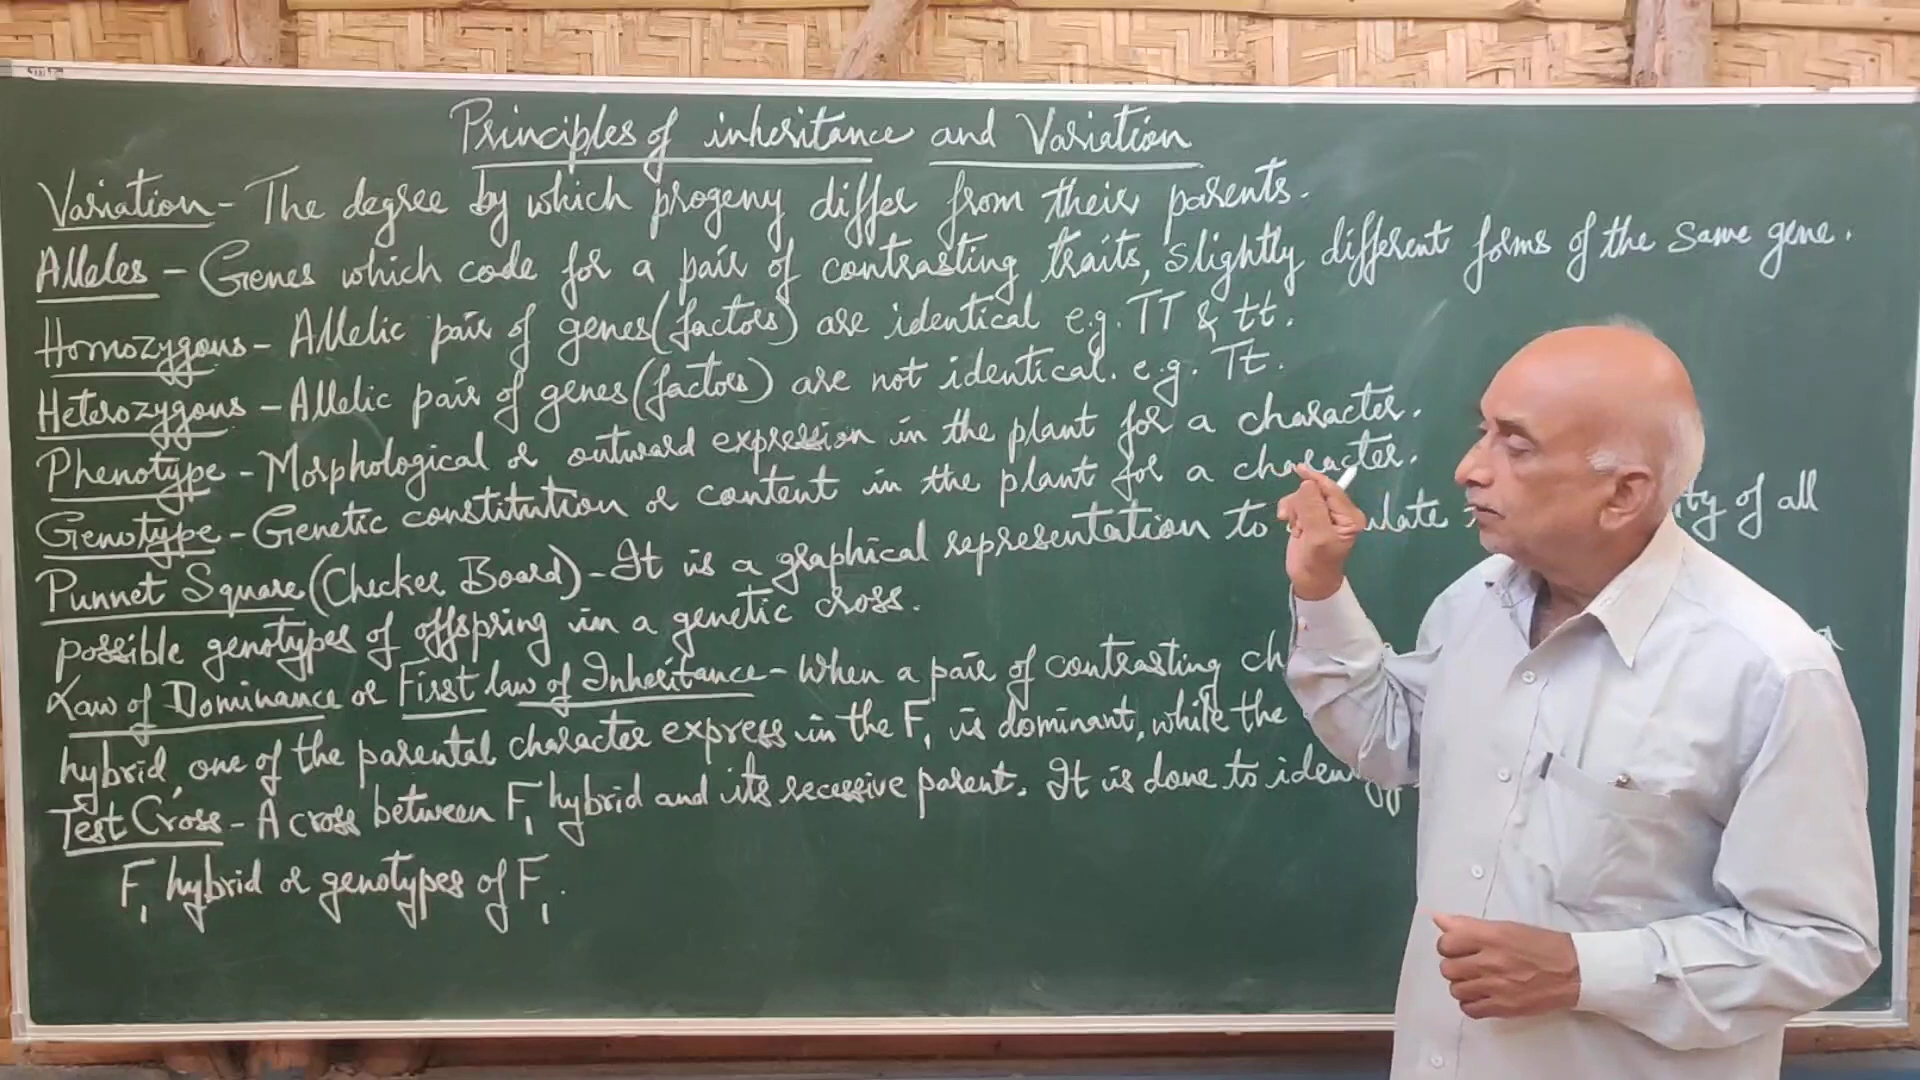 Principles of inheritance and Variation
Variation - The degree by which progeny differ from their parents.
Alleles - Genes which code for a pair of contrasting traits, slightly different forms of the same gene.
Homozygous - Allelic pair of genes (factors) are identical e.g. TT & tt.
Heterozygous - Allelic pair of genes (factors) are not identical. e.g. Tt.
Phenotype - Morphological or outward expression in the plant for a character.
Genotype - Genetic constitution or content in the plant for a character.
Punnet Square (Checker Board) - It is a graphical representation to of all
possible genotypes of offspring in a genetic cross.
Law of Dominance or First law of Inheritance - When a pair of contrasting
hybrid, one of the parental character express in the F₁ is dominant, while the
Test Cross - A cross between F₁ hybrid and its recessive parent. It is done to
F₁ hybrid or genotypes of F₁.